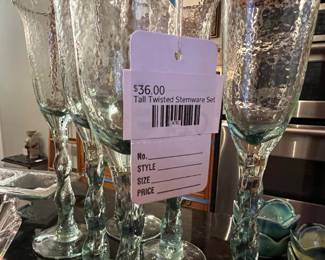 $36.00
Tall Twisted Stemware Set
No.
STYLE
SIZE
PRICE